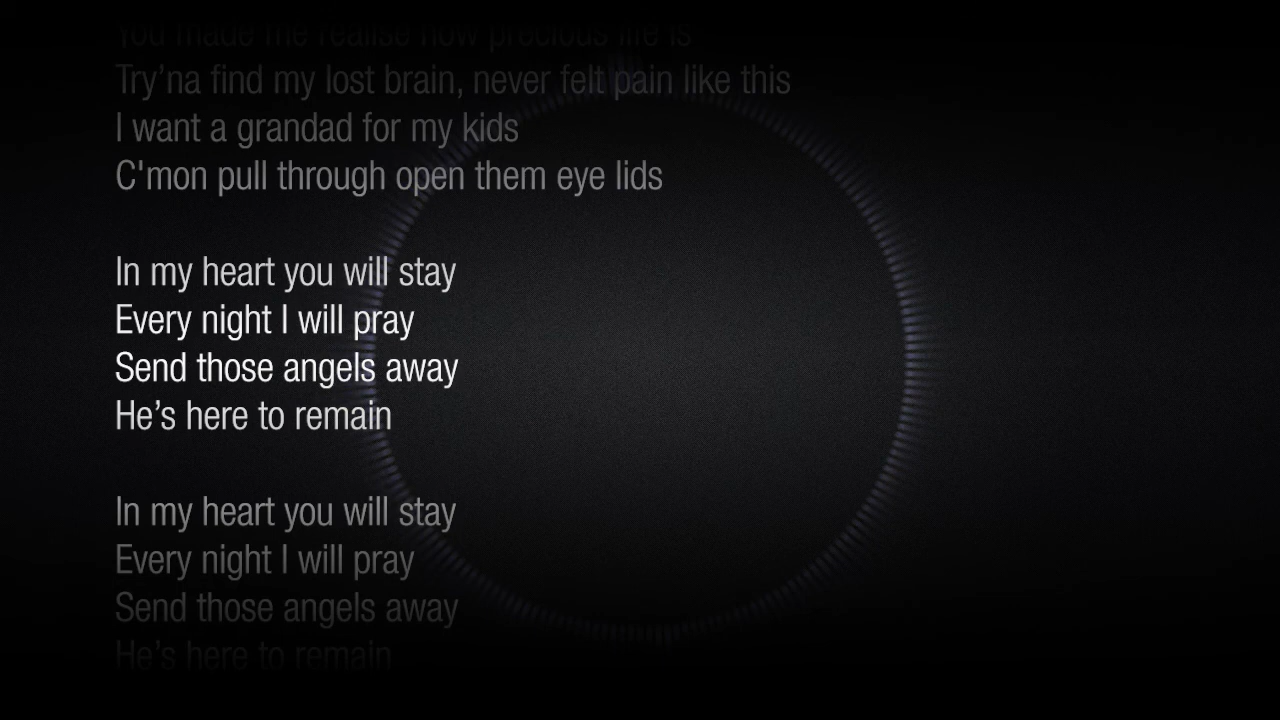 You made me realise how precious life is
Try’na find my lost brain, never felt pain like this
I want a grandad for my kids
C'mon pull through open them eye lids
In my heart you will stay
Every night I will pray
Send those angels away
He’s here to remain
In my heart you will stay
Every night I will pray
Send those angels away
He’s here to remain